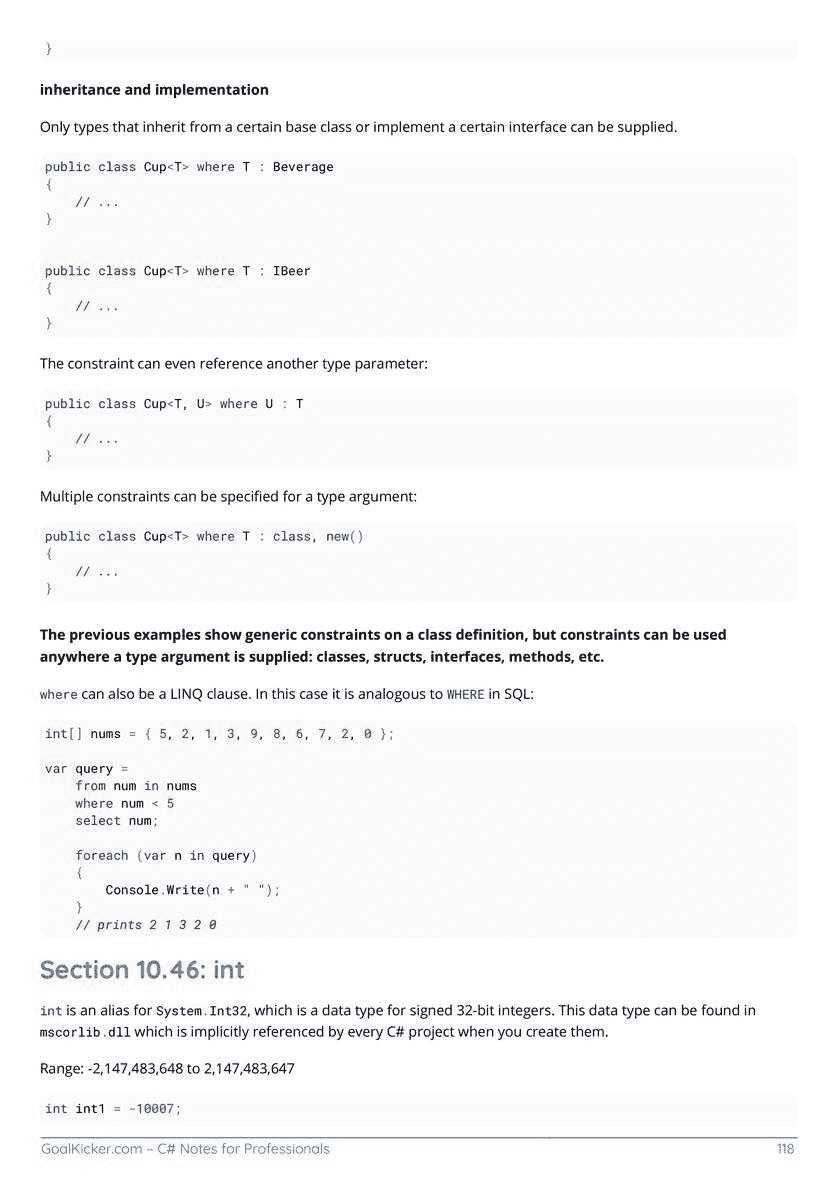 }
inheritance and implementation
Only types that inherit from a certain base class or implement a certain interface can be supplied.
public class Cup<T> where T : Beverage
{
    // ...
}
public class Cup<T> where T : IBeer
{
    // ...
}
The constraint can even reference another type parameter:
public class Cup<T, U> where U : T
{
    // ...
}
Multiple constraints can be specified for a type argument:
public class Cup<T> where T : class, new()
{
    // ...
}
The previous examples show generic constraints on a class definition, but constraints can be used
anywhere a type argument is supplied: classes, structs, interfaces, methods, etc.
where can also be a LINQ clause. In this case it is analogous to WHERE in SQL:
int[] nums = { 5, 2, 1, 3, 9, 8, 6, 7, 2, 0 };
var query =
    from num in nums
    where num < 5
    select num;
    foreach (var n in query)
    {
        Console.Write(n + " ");
    }
    // prints 2 1 3 2 0
Section 10.46: int
int is an alias for System.Int32, which is a data type for signed 32-bit integers. This data type can be found in
mscorlib.dll which is implicitly referenced by every C# project when you create them.
Range: -2,147,483,648 to 2,147,483,647
int int1 = -10007;
GoalKicker.com – C# Notes for Professionals 118